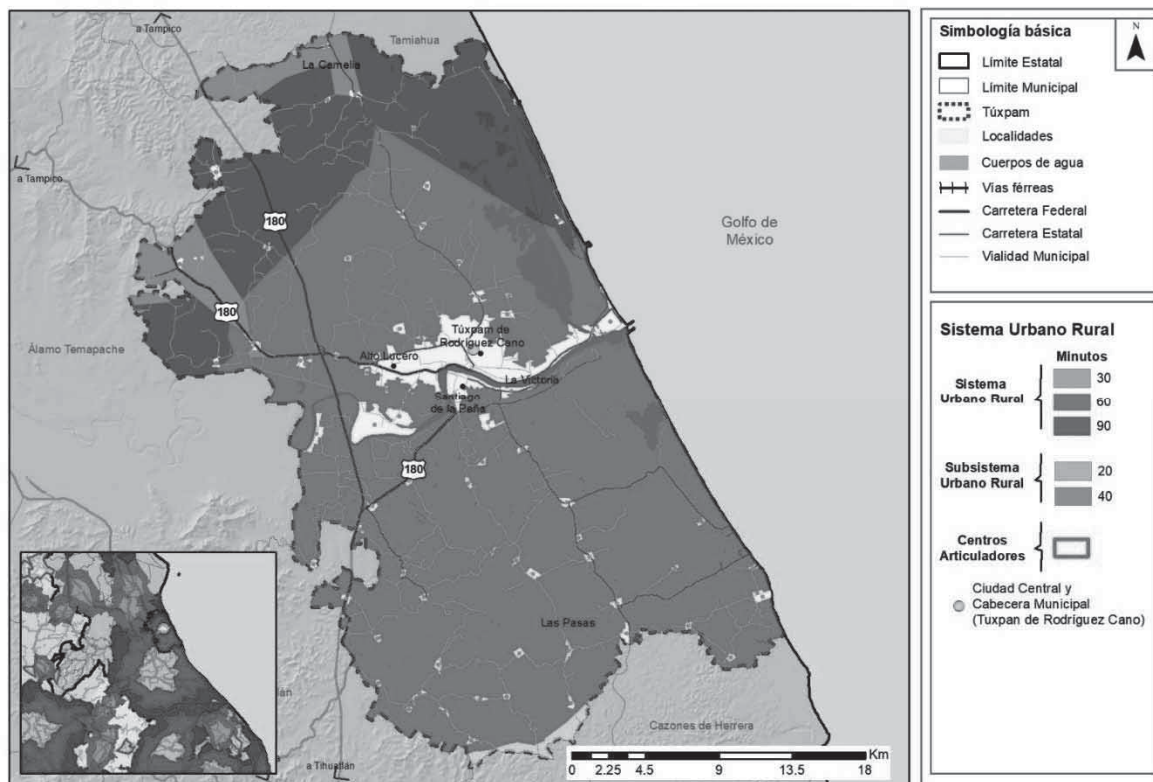 a Tampico
Tamiahua
La Camelia
a Tampico
180
Golfo de
México
180
Álamo Temapache
Túxpam de
Rodríguez Cano
Alto Lucero
La Victoria
Santiago
de la Peña
180
Las Pasas
Cazones de Herrera
a Tihuatlán
Km
0 2.25 4.5 9 13.5 18
Simbología básica
N
Límite Estatal
Límite Municipal
Túxpam
Localidades
Cuerpos de agua
Vías férreas
Carretera Federal
Carretera Estatal
Vialidad Municipal
Sistema Urbano Rural
Minutos
Sistema
Urbano Rural
30
60
90
Subsistema
Urbano Rural
20
40
Centros
Articuladores
Ciudad Central y
Cabecera Municipal
(Tuxpan de Rodríguez Cano)